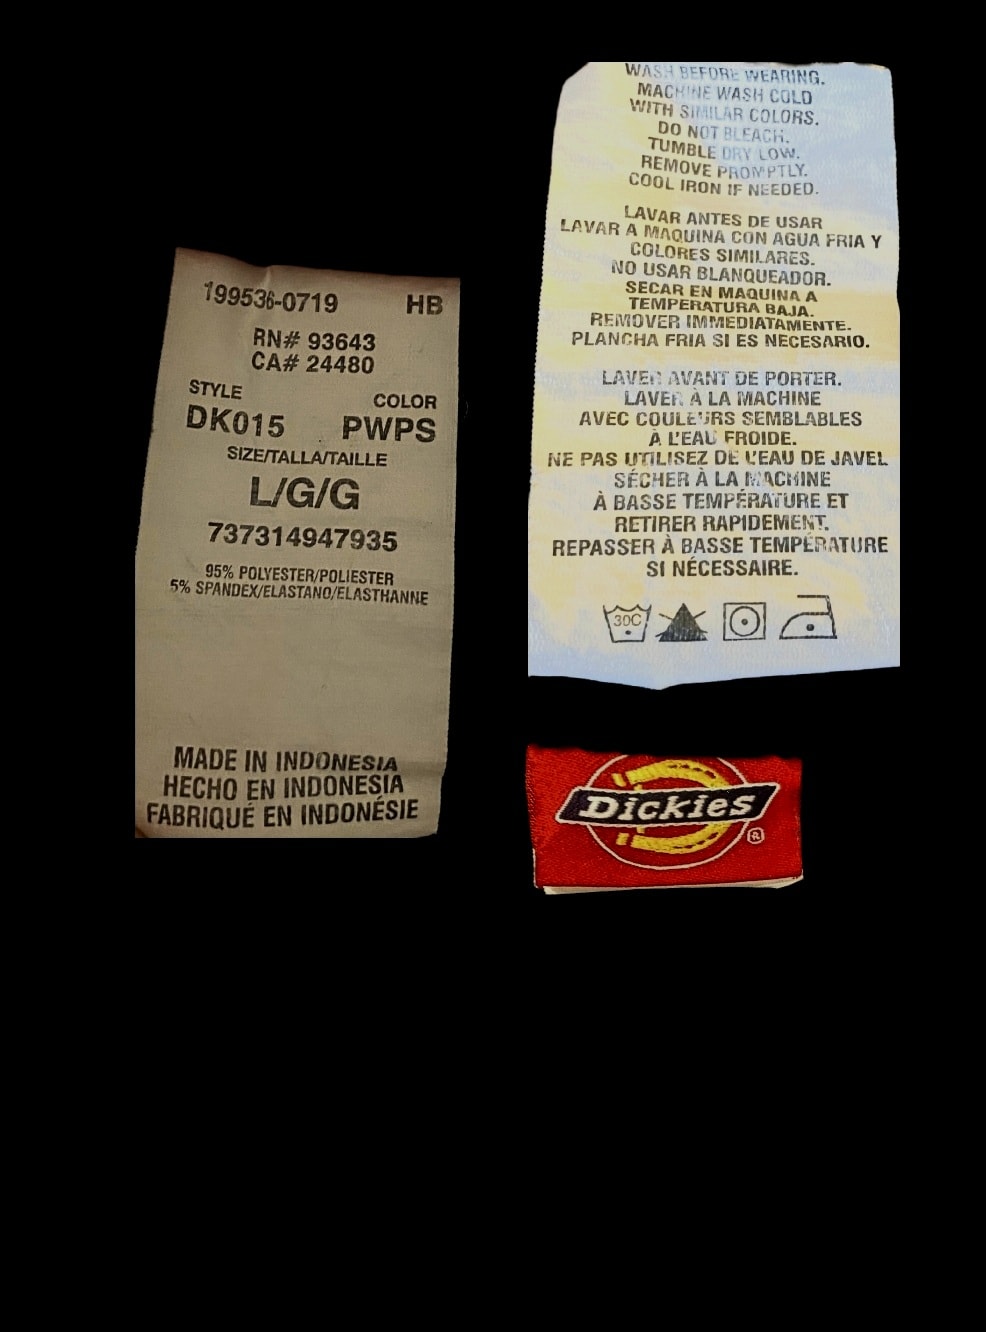 199536-0719 HB
RN# 93643
CA# 24480
STYLE COLOR
DK015 PWPS
SIZE/TALLA/TAILLE
L/G/G
737314947935
95% POLYESTER/POLIESTER
5% SPANDEX/ELASTANO/ELASTHANNE
MADE IN INDONESIA
HECHO EN INDONESIA
FABRIQUÉ EN INDONÉSIE
WASH BEFORE WEARING.
MACHINE WASH COLD
WITH SIMILAR COLORS.
DO NOT BLEACH.
TUMBLE DRY LOW.
REMOVE PROMPTLY.
COOL IRON IF NEEDED.
LAVAR ANTES DE USAR
LAVAR A MAQUINA CON AGUA FRIA Y
COLORES SIMILARES.
NO USAR BLANQUEADOR.
SECAR EN MAQUINA A
TEMPERATURA BAJA.
REMOVER IMMEDIATAMENTE.
PLANCHA FRIA SI ES NECESARIO.
LAVER AVANT DE PORTER.
LAVER À LA MACHINE
AVEC COULEURS SEMBLABLES
À L'EAU FROIDE.
NE PAS UTILISEZ DE L'EAU DE JAVEL
SÉCHER À LA MACHINE
À BASSE TEMPÉRATURE ET
RETIRER RAPIDEMENT.
REPASSER À BASSE TEMPÉRATURE
SI NÉCESSAIRE.
30C
Dickies
®